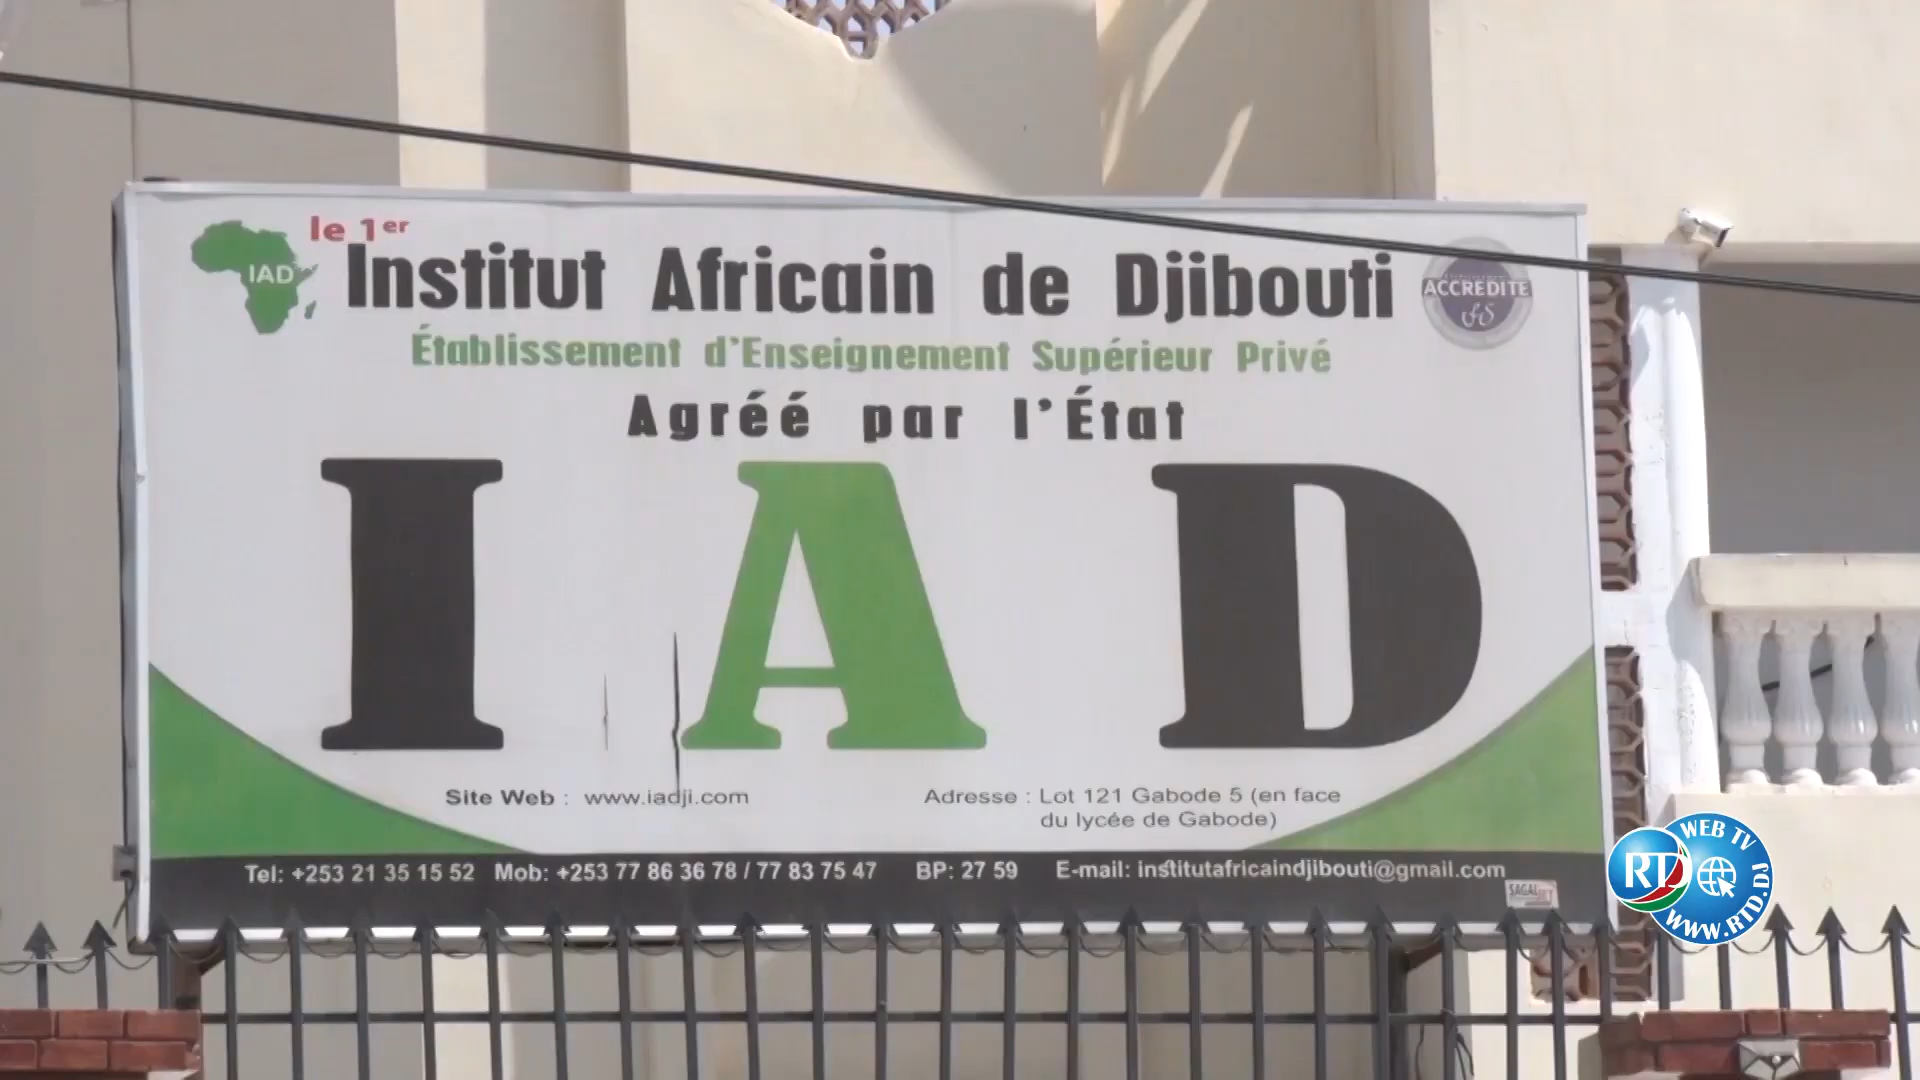 le 1er
IAD
Institut Africain de Djibouti
ACCREDITE
Établissement d'Enseignement Supérieur Privé
Agréé par l'État
IAD
Site Web : www.iadji.com
Adresse : Lot 121 Gabode 5 (en face
du lycée de Gabode)
Tel: +253 21 35 15 52 Mob: +253 77 86 36 78 / 77 83 75 47 BP: 27 59 E-mail: institutafricaindjibouti@gmail.com
SAGAL JET
RTD WEB TV
WWW.RTD.DJ